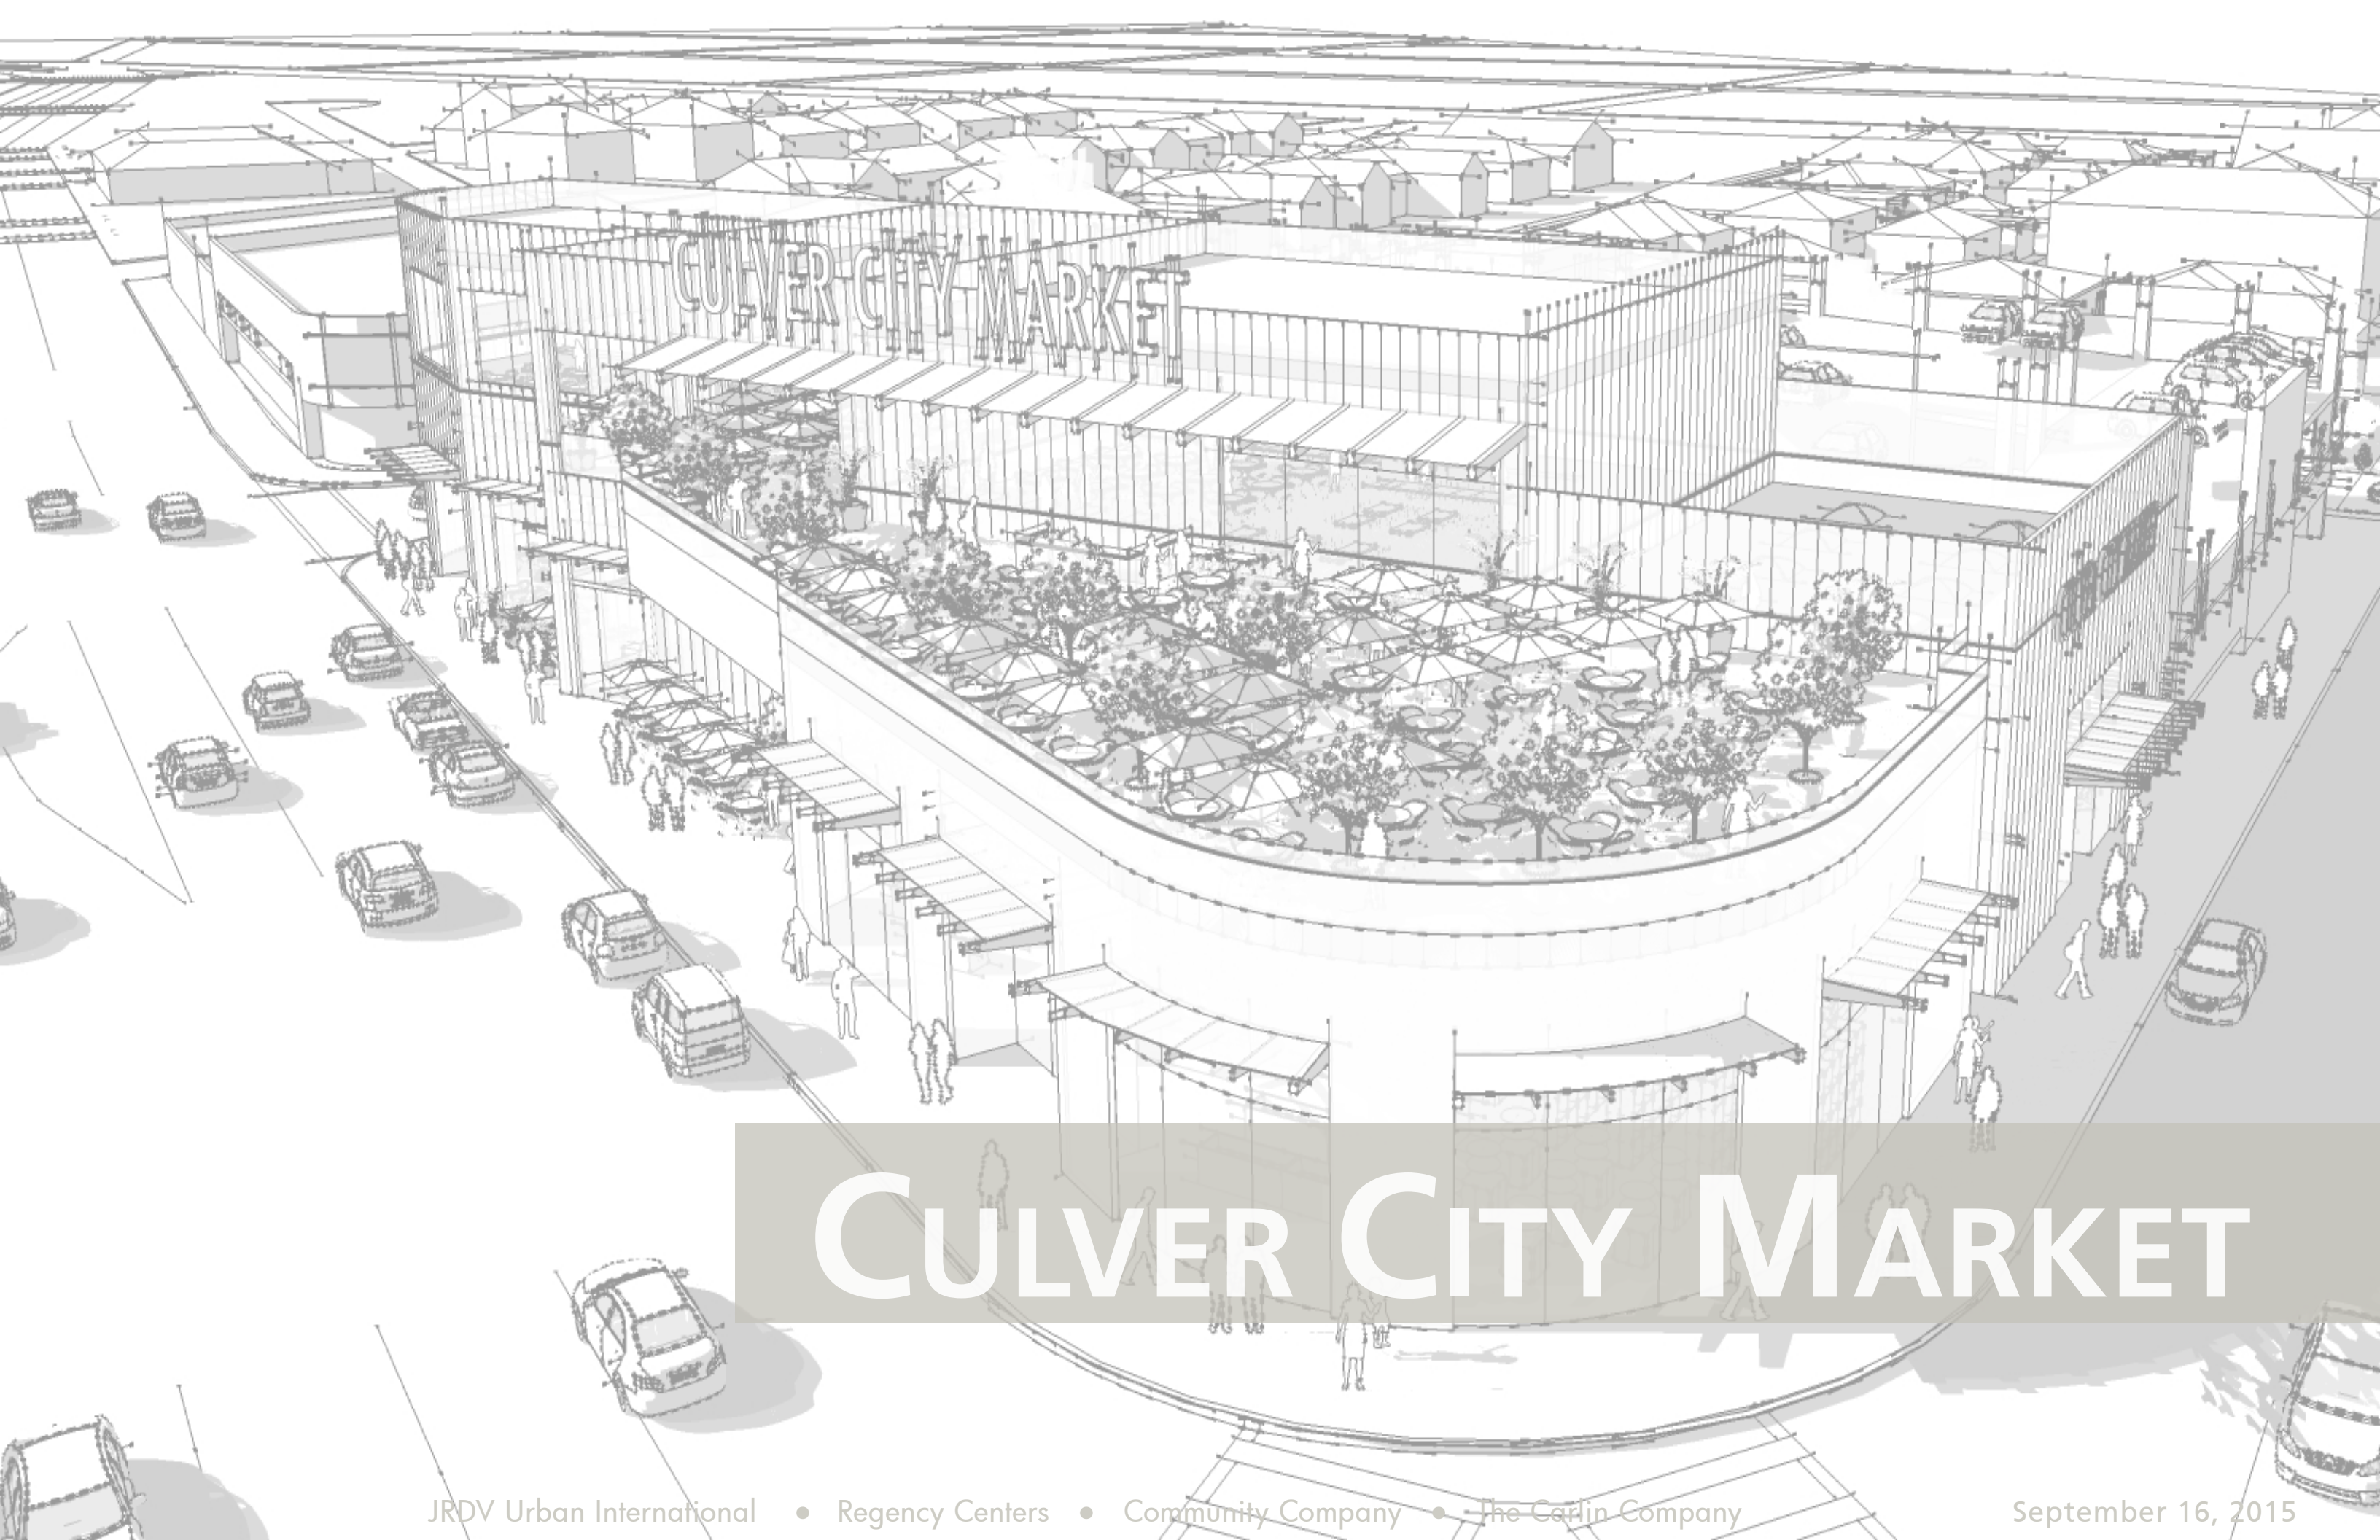 CULVER CITY MARKET
CULVER CITY MARKET
JRDV Urban International • Regency Centers • Community Company • The Carlin Company
September 16, 2015